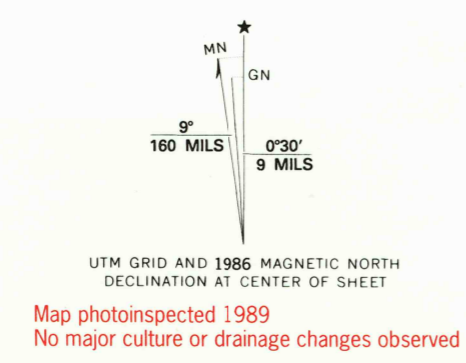 ★
MN
GN
9°
160 MILS
0°30′
9 MILS
UTM GRID AND 1986 MAGNETIC NORTH
DECLINATION AT CENTER OF SHEET
Map photoinspected 1989
No major culture or drainage changes observed